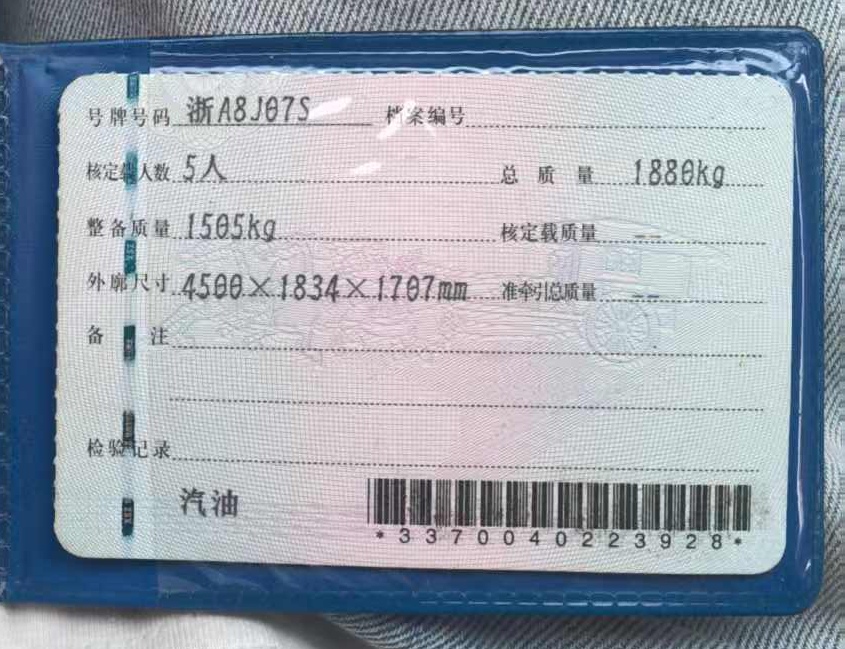 号牌号码 浙A8J07S 档案编号
核定载人数 5人 总质量 1880kg
整备质量 1505kg 核定载质量 --
外廓尺寸 4500×1834×1707mm 准牵引总质量 --
备注
检验记录
汽油
*3370040223928*